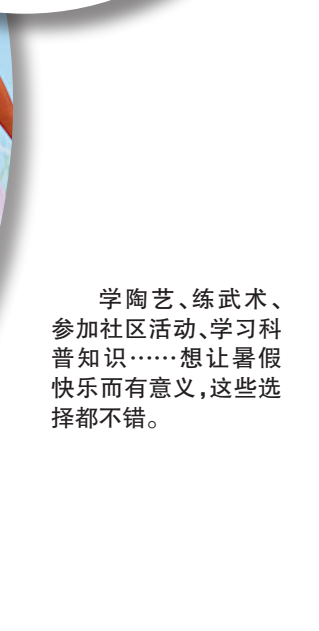 学陶艺、练武术、
参加社区活动、学习科
普知识……想让暑假
快乐而有意义,这些选
择都不错。